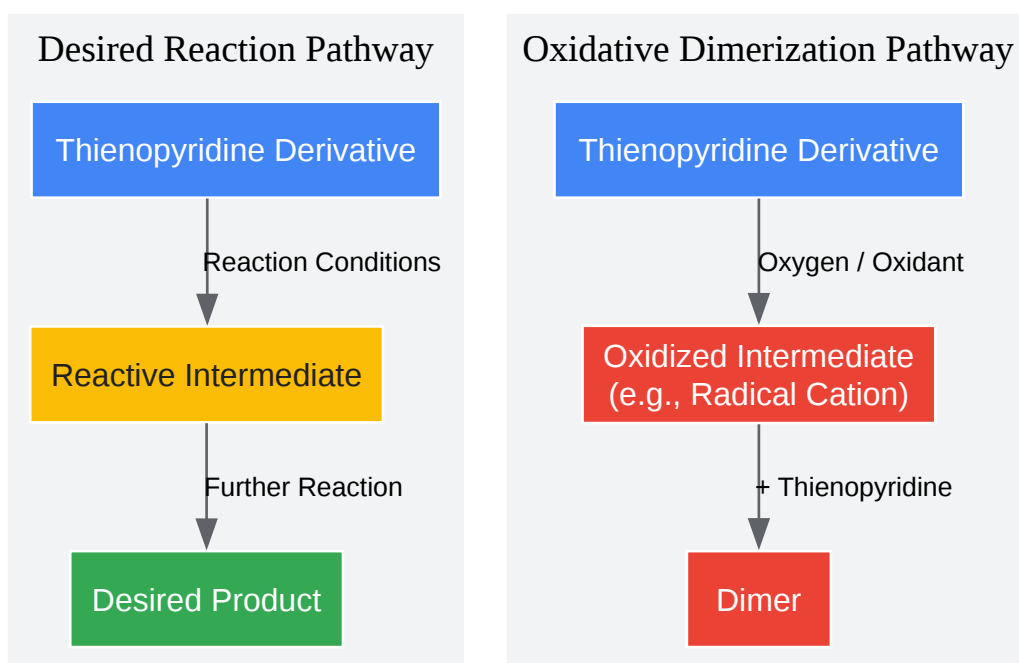 Desired Reaction Pathway
Thienopyridine Derivative
Reaction Conditions
Reactive Intermediate
Further Reaction
Desired Product
Oxidative Dimerization Pathway
Thienopyridine Derivative
Oxygen / Oxidant
Oxidized Intermediate
(e.g., Radical Cation)
+ Thienopyridine
Dimer